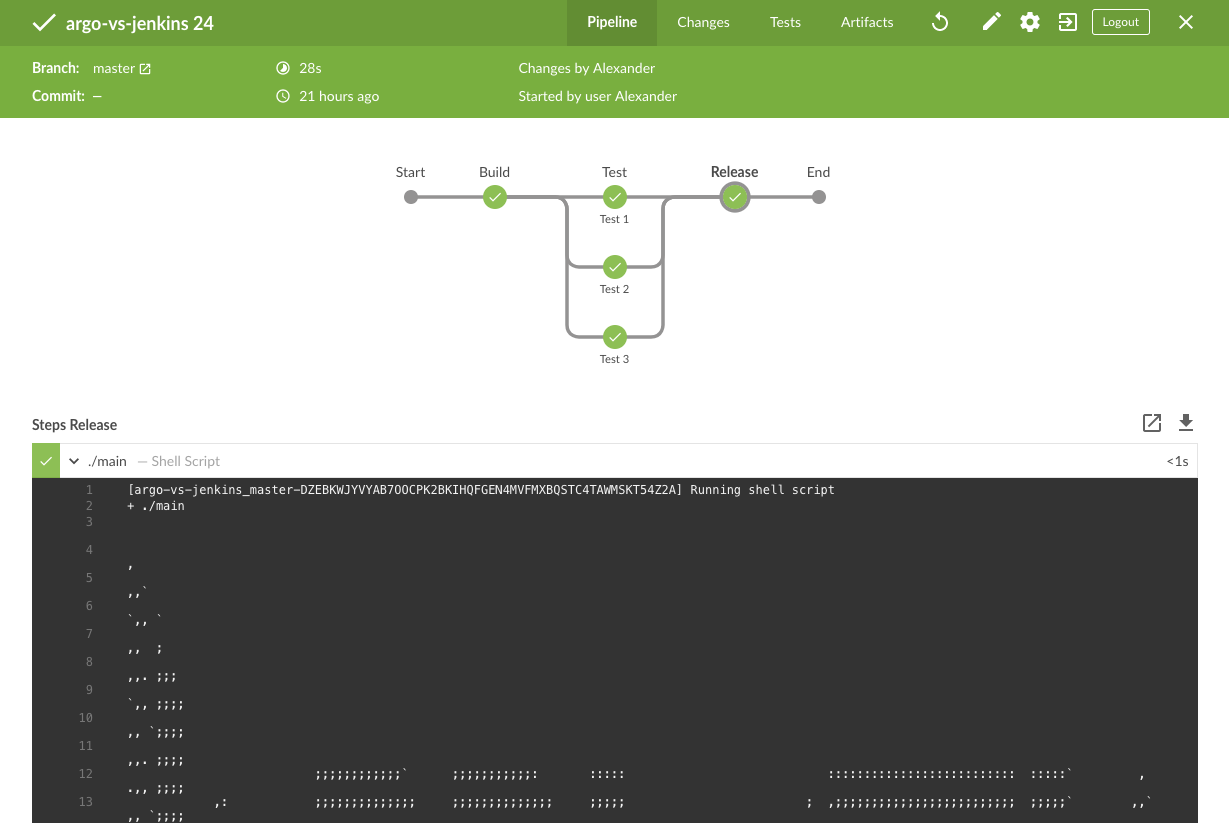 argo-vs-jenkins 24
Pipeline Changes Tests Artifacts Logout
Branch: master 28s Changes by Alexander
Commit: — 21 hours ago Started by user Alexander
Start Build Test Release End
Test 1
Test 2
Test 3
Steps Release
./main — Shell Script <1s
1 [argo-vs-jenkins_master-DZEBKWJYVYAB7OOCPK2BKIHQFGEN4MVFMXBQSTC4TAWMSKT54Z2A] Running shell script
2 + ./main
3
4
,
5
,,`
6
`,, `
7
,,  ;
8
,,. ;;;
9
`,, ;;;;
10
,, `;;;;
11
,,. ;;;;
12 ;;;;;;;;;;;;` ;;;;;;;;;;;: ::::: :::::::::::::::::::::::::: :::::` ,
.,, ;;;;
13 ,: ;;;;;;;;;;;;;; ;;;;;;;;;;;;;; ;;;;; ; ,;;;;;;;;;;;;;;;;;;;;;;;;; ;;;;;` ,,`
,, `;;;;